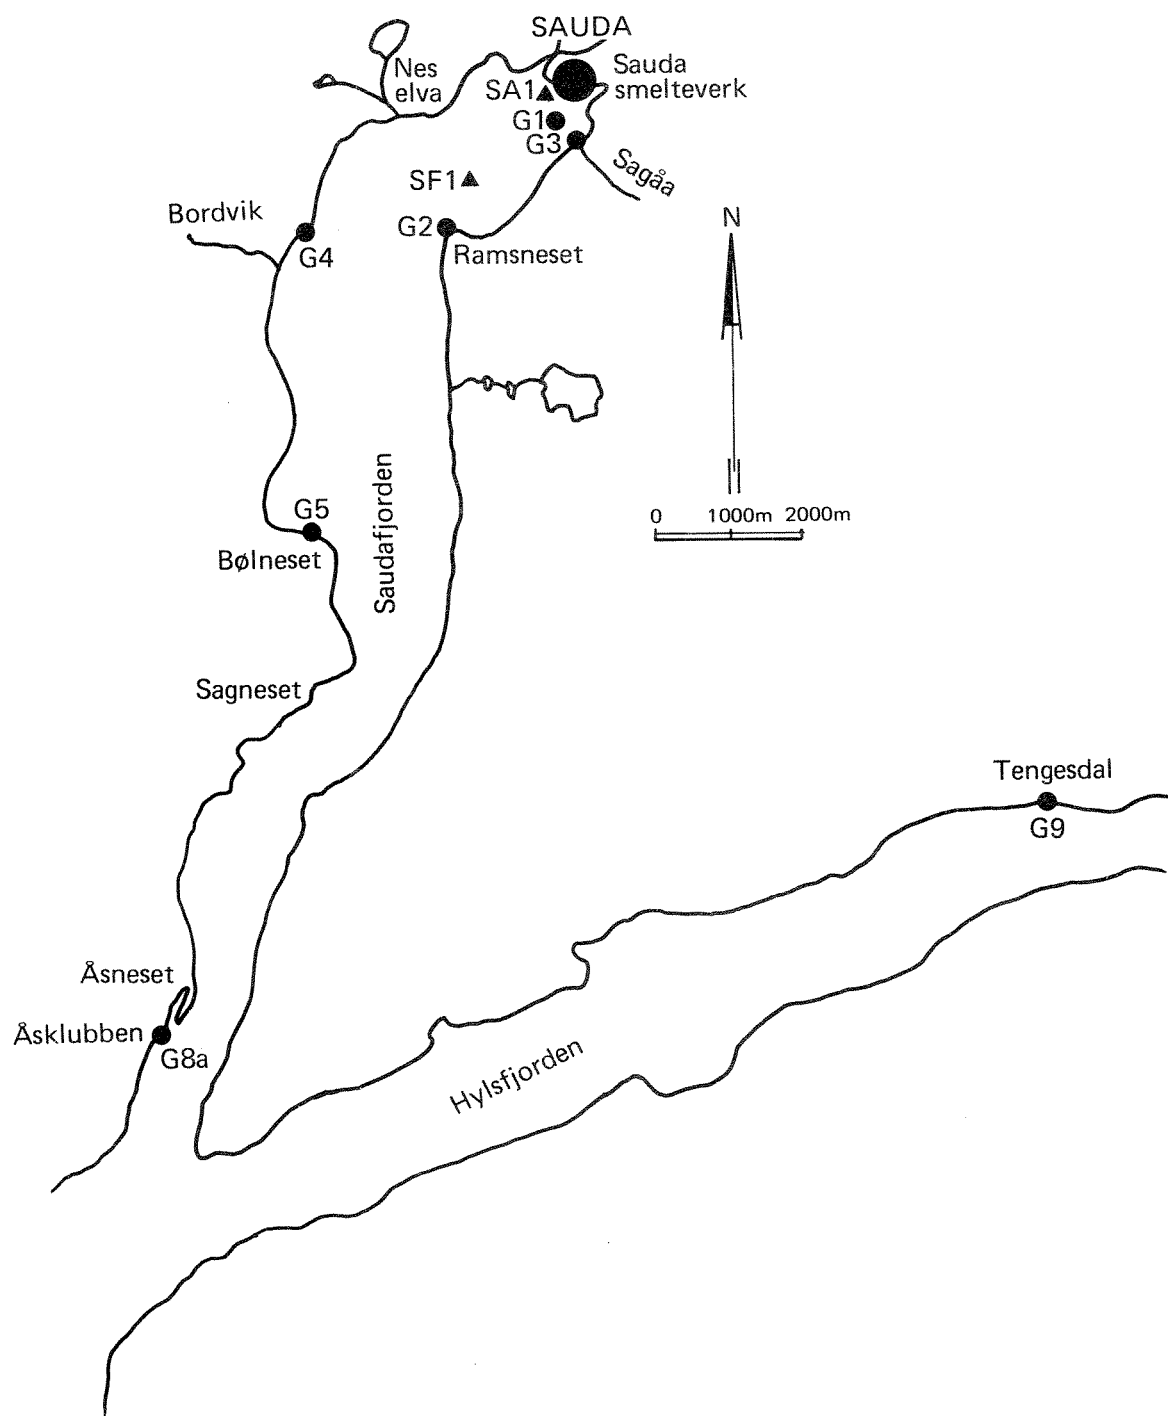 SAUDA
Sauda
smelteverk
Nes
elva
SA1
G1
G3
Sagåa
SF1
Bordvik
G2
G4
Ramsneset
N
Saudafjorden
G5
0 1000m 2000m
Bølneset
Sagneset
Tengesdal
G9
Åsneset
Åsklubben
G8a
Hylsfjorden